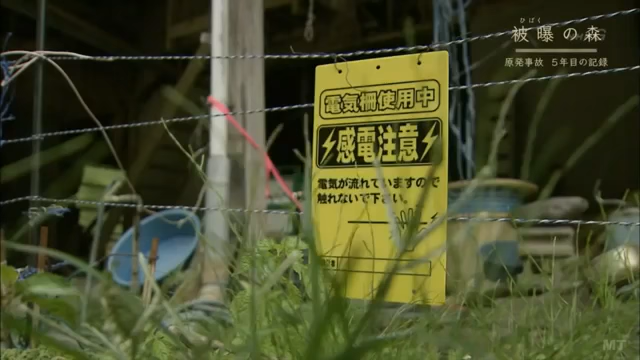 ひばく
被曝の森
原発事故 5年目の記録
電気柵使用中
感電注意
電気が流れていますので
触れないで下さい。
MT